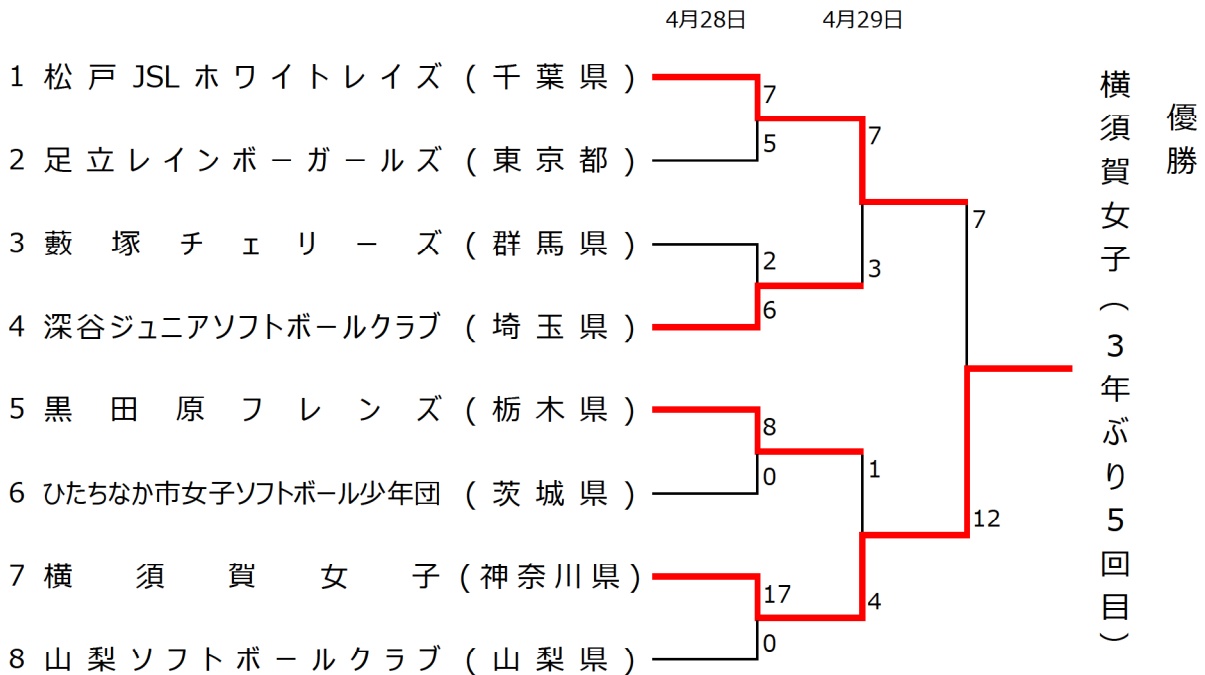 4月28日 4月29日
1 松戸JSLホワイトレイズ (千葉県)
7
5
2 足立レインボーガールズ (東京都)
7
3 藪塚チェリーズ (群馬県)
2
6
3
4 深谷ジュニアソフトボールクラブ (埼玉県)
7
5 黒田原フレンズ (栃木県)
8
0
1
6 ひたちなか市女子ソフトボール少年団 (茨城県)
12
7 横須賀女子 (神奈川県)
17
0
4
8 山梨ソフトボールクラブ (山梨県)
優勝
横須賀女子(3年ぶり5回目)